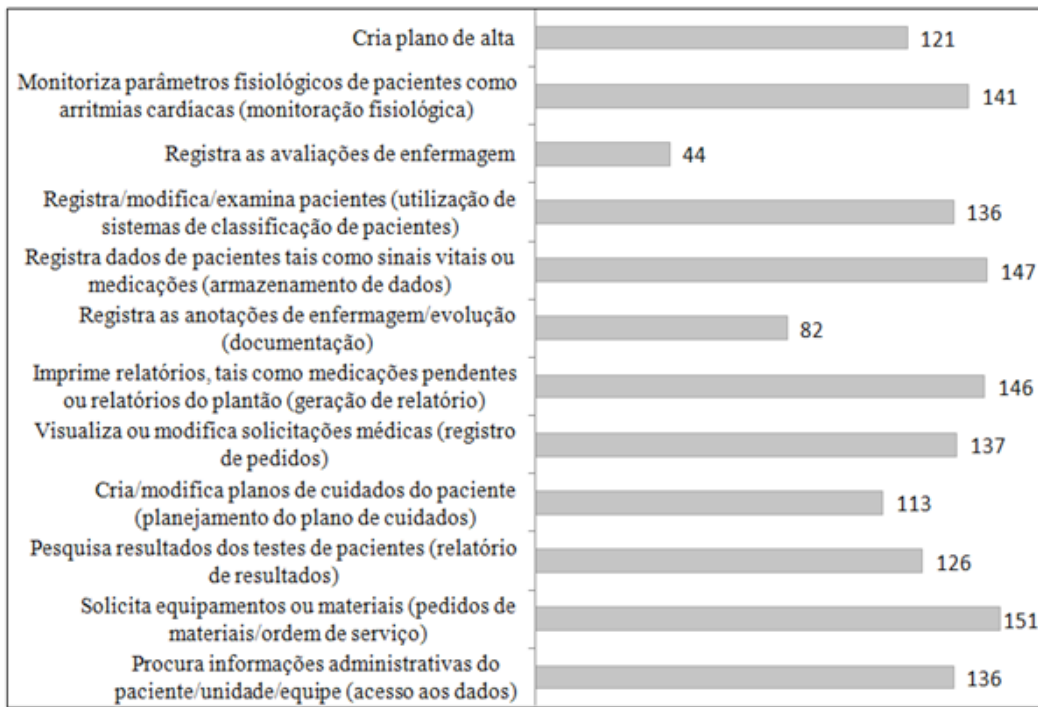 Cria plano de alta
121
Monitoriza parâmetros fisiológicos de pacientes como
arritmias cardíacas (monitoração fisiológica)
141
Registra as avaliações de enfermagem
44
Registra/modifica/examina pacientes (utilização de
sistemas de classificação de pacientes)
136
Registra dados de pacientes tais como sinais vitais ou
medicações (armazenamento de dados)
147
Registra as anotações de enfermagem/evolução
(documentação)
82
Imprime relatórios, tais como medicações pendentes
ou relatórios do plantão (geração de relatório)
146
Visualiza ou modifica solicitações médicas (registro
de pedidos)
137
Cria/modifica planos de cuidados do paciente
(planejamento do plano de cuidados)
113
Pesquisa resultados dos testes de pacientes (relatório
de resultados)
126
Solicita equipamentos ou materiais (pedidos de
materiais/ordem de serviço)
151
Procura informações administrativas do
paciente/unidade/equipe (acesso aos dados)
136